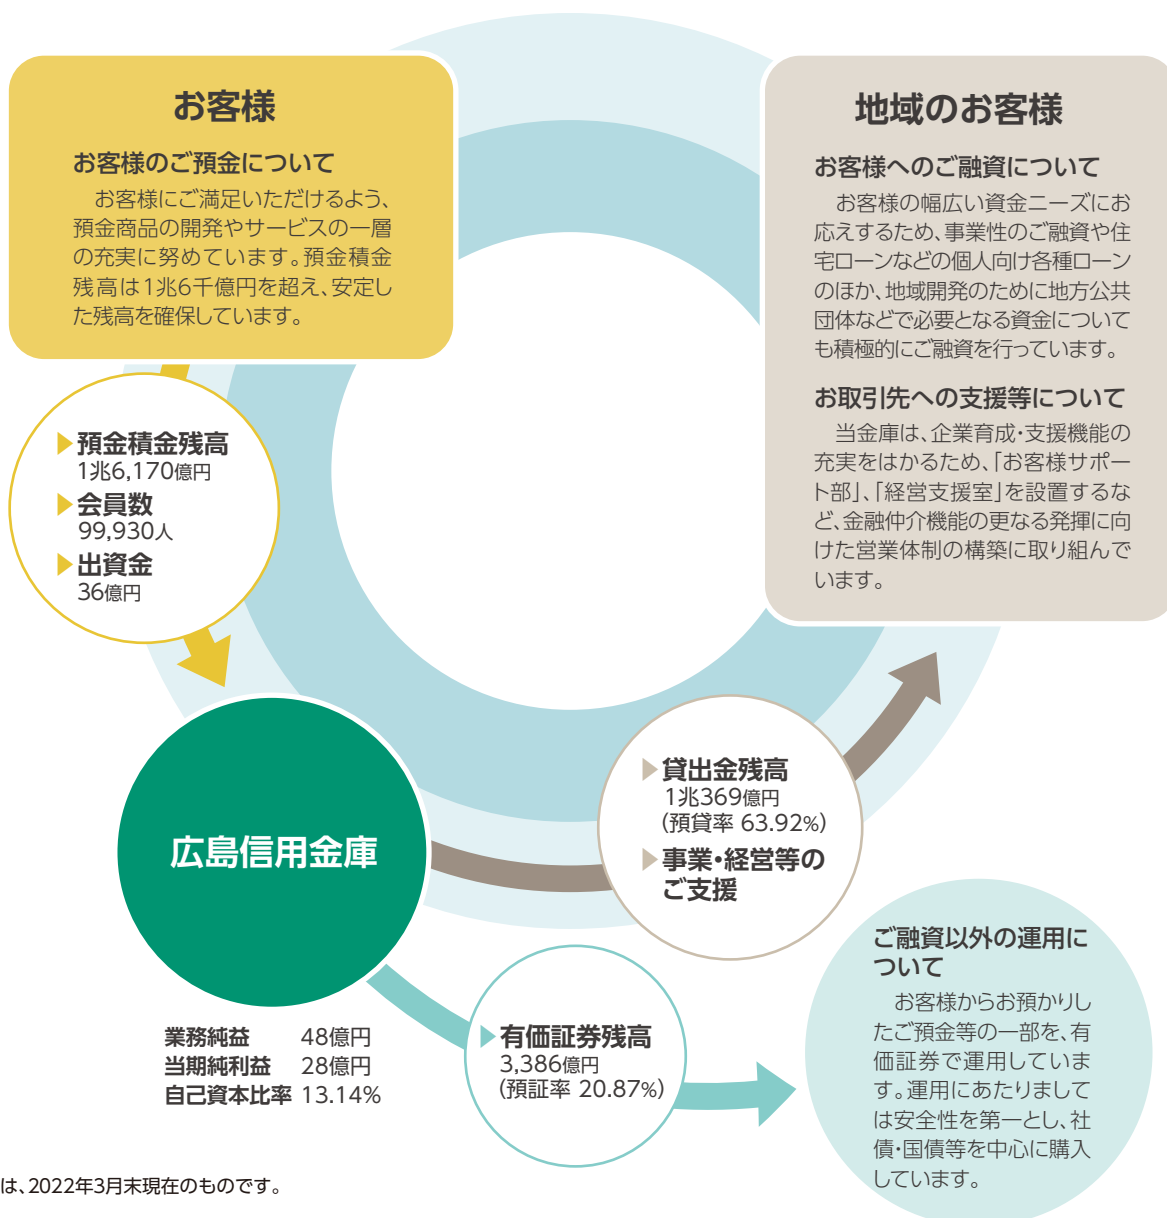 お客様
お客様のご預金について
　お客様にご満足いただけるよう、
預金商品の開発やサービスの一層
の充実に努めています。預金積金
残高は1兆6千億円を超え、安定し
た残高を確保しています。
▶預金積金残高
1兆6,170億円
▶会員数
99,930人
▶出資金
36億円
地域のお客様
お客様へのご融資について
　お客様の幅広い資金ニーズにお
応えするため、事業性のご融資や住
宅ローンなどの個人向け各種ローン
のほか、地域開発のために地方公共
団体などで必要となる資金について
も積極的にご融資を行っています。
お取引先への支援等について
　当金庫は、企業育成・支援機能の
充実をはかるため、「お客様サポー
ト部」、「経営支援室」を設置するな
ど、金融仲介機能の更なる発揮に向
けた営業体制の構築に取り組んで
います。
広島信用金庫
▶貸出金残高
1兆369億円
(預貸率 63.92%)
▶事業・経営等の
ご支援
業務純益 48億円
当期純利益 28億円
自己資本比率 13.14%
▶有価証券残高
3,386億円
(預証率 20.87%)
ご融資以外の運用に
ついて
　お客様からお預かりし
たご預金等の一部を、有
価証券で運用していま
す。運用にあたりまして
は安全性を第一とし、社
債・国債等を中心に購入
しています。
は、2022年3月末現在のものです。